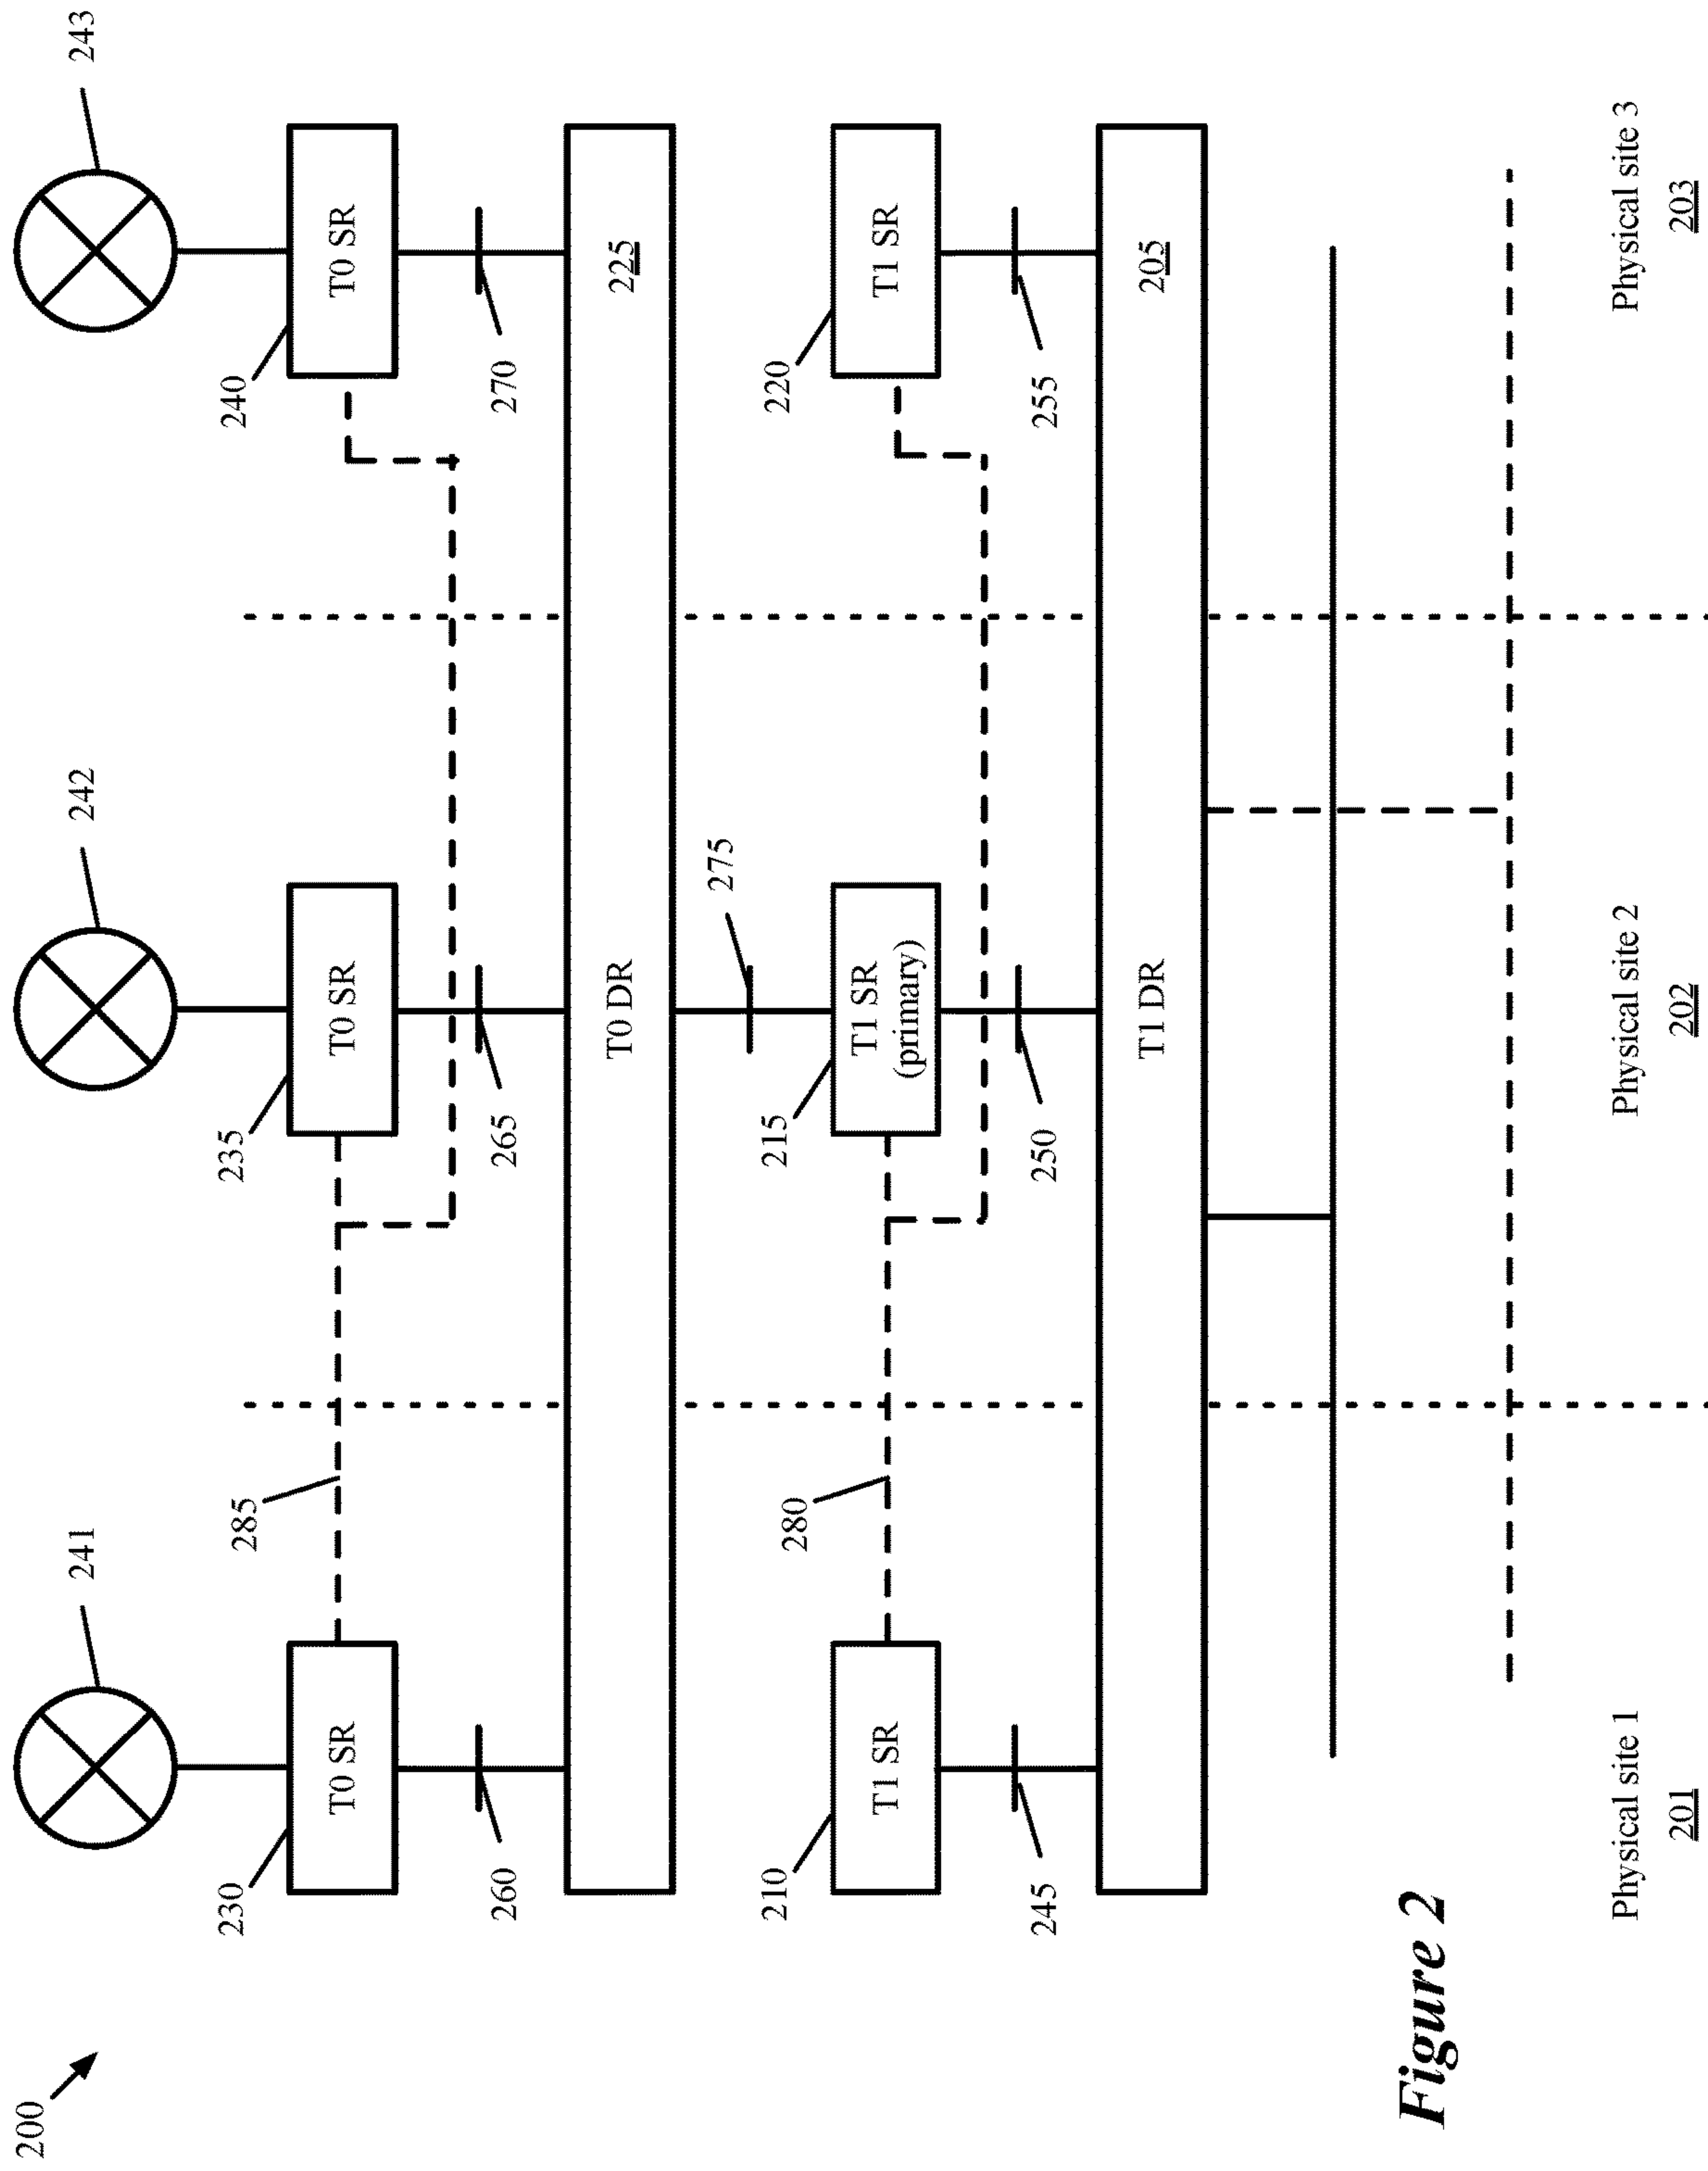 200
241
242
243
230
T0 SR
285
235
T0 SR
240
T0 SR
260
265
270
T0 DR
225
275
210
T1 SR
280
215
T1 SR
(primary)
220
T1 SR
245
250
255
T1 DR
205
Figure 2
Physical site 1
201
Physical site 2
202
Physical site 3
203